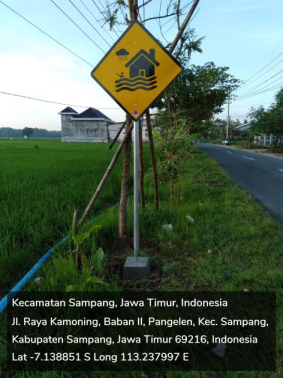 Kecamatan Sampang, Jawa Timur, Indonesia
Jl. Raya Kamoning, Baban II, Pangelen, Kec. Sampang,
Kabupaten Sampang, Jawa Timur 69216, Indonesia
Lat -7.138851 S Long 113.237997 E